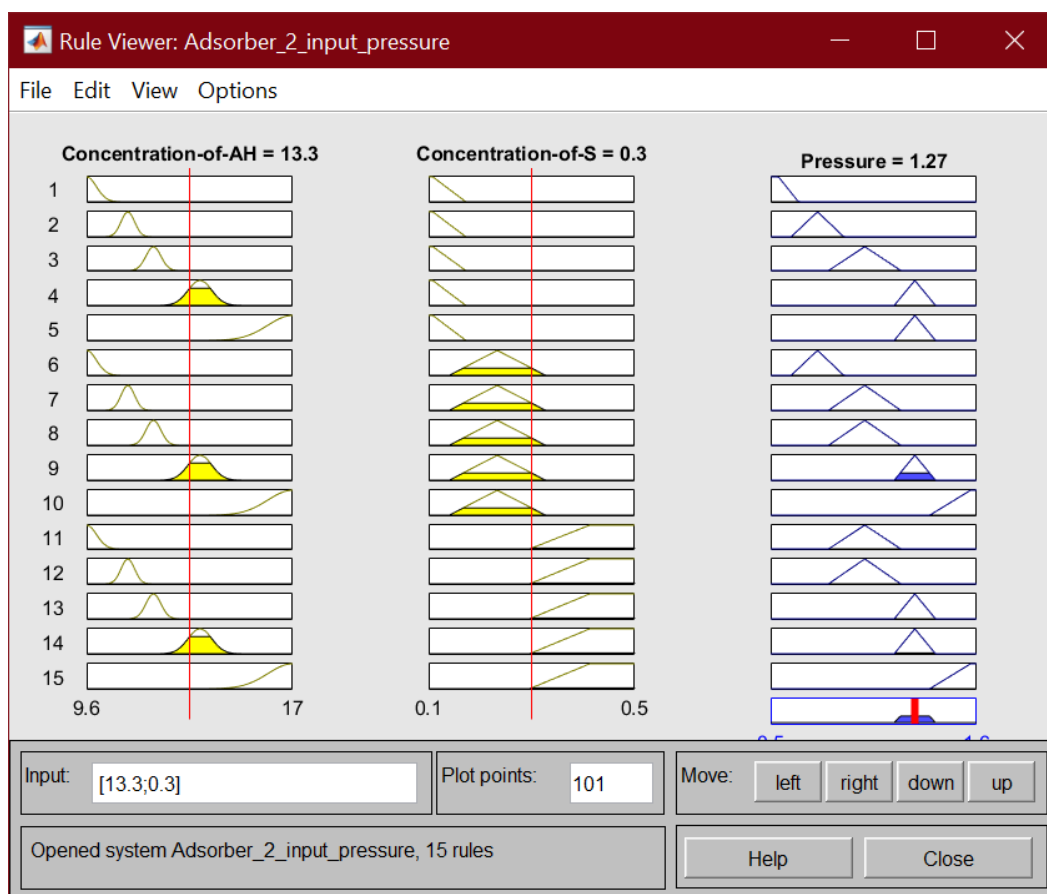 Rule Viewer: Adsorber_2_input_pressure
File Edit View Options
Concentration-of-AH = 13.3
Concentration-of-S = 0.3
Pressure = 1.27
1
2
3
4
5
6
7
8
9
10
11
12
13
14
15
9.6 17
0.1 0.5
Input: [13.3;0.3]
Plot points: 101
Move: left right down up
Opened system Adsorber_2_input_pressure, 15 rules
Help Close